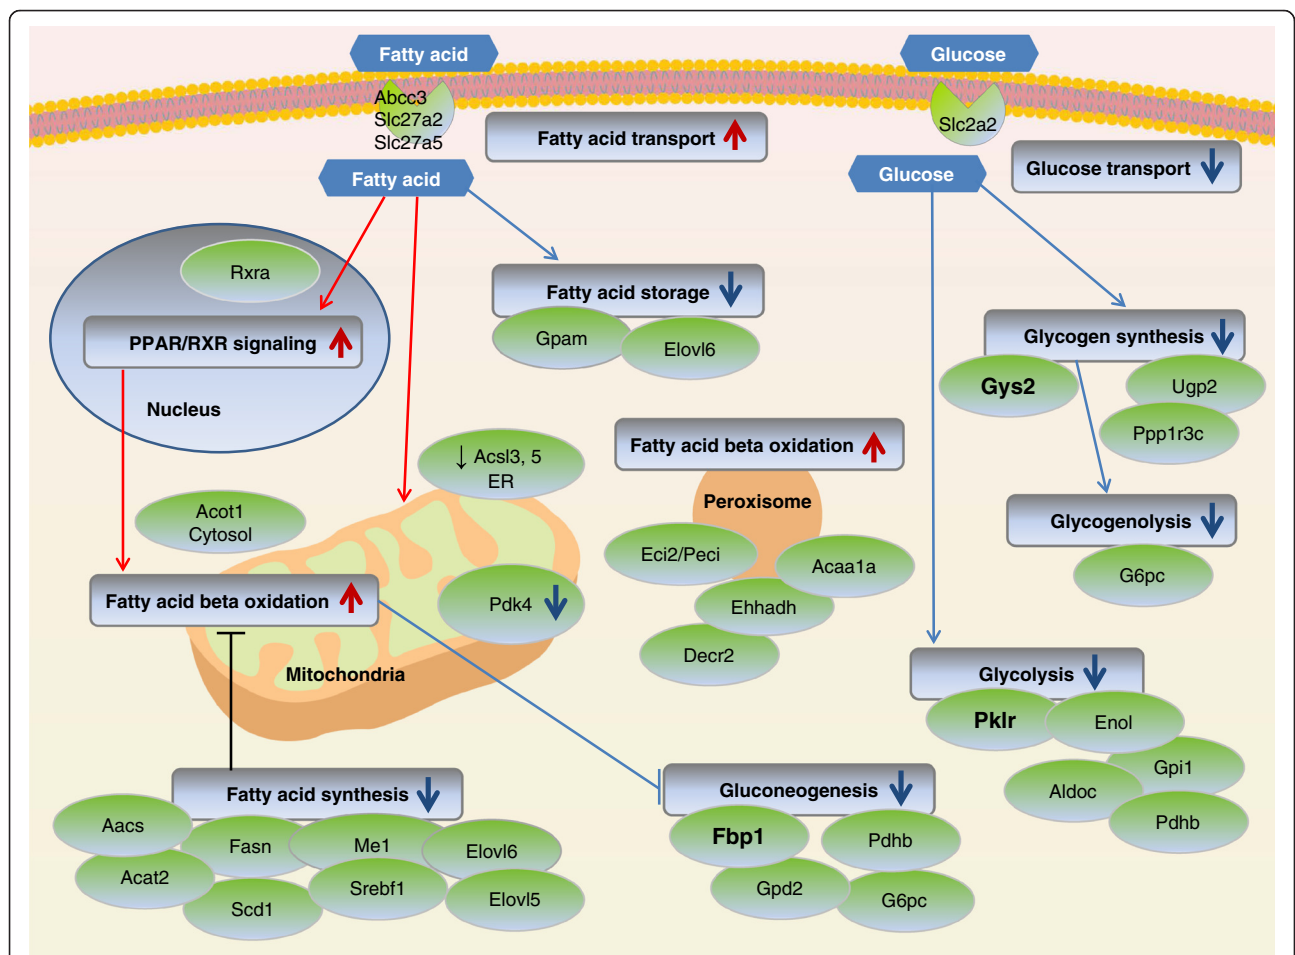 Fatty acid
Glucose
Abcc3
Slc27a2
Slc27a5
Fatty acid transport
Slc2a2
Glucose transport
Fatty acid
Glucose
Rxra
PPAR/RXR signaling
Nucleus
Fatty acid storage
Gpam
Elovl6
Glycogen synthesis
Gys2
Ugp2
Ppp1r3c
Fatty acid beta oxidation
Peroxisome
Eci2/Peci
Acaa1a
Ehhadh
Decr2
↓ Acsl3, 5
ER
Acot1
Cytosol
Fatty acid beta oxidation
Pdk4
Mitochondria
Glycogenolysis
G6pc
Glycolysis
Pklr
Enol
Gpi1
Aldoc
Pdhb
Fatty acid synthesis
Aacs
Fasn
Me1
Elovl6
Acat2
Scd1
Srebf1
Elovl5
Gluconeogenesis
Fbp1
Pdhb
Gpd2
G6pc